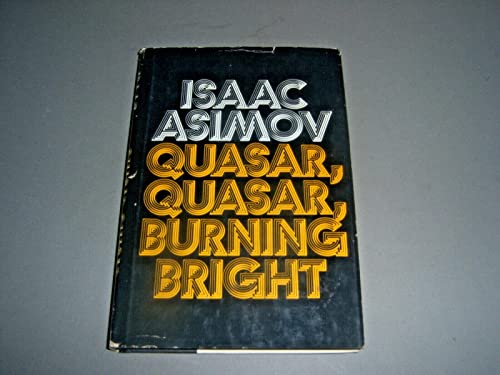 ISAAC
ASIMOV
QUASAR,
QUASAR,
BURNING
BRIGHT